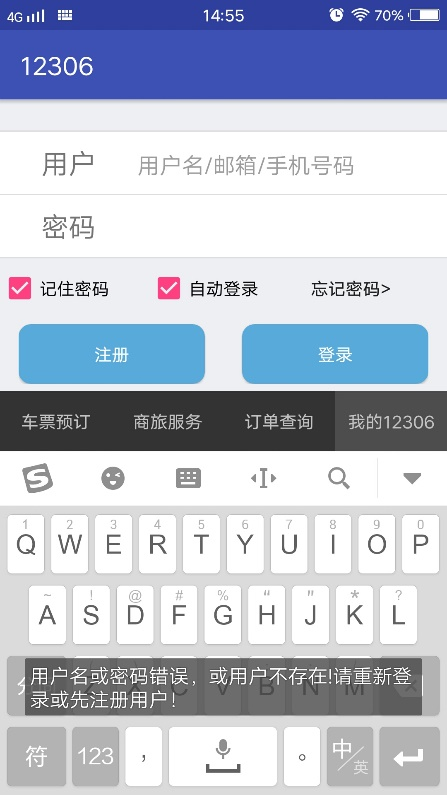 4G 14:55 70%
12306
用户 用户名/邮箱/手机号码
密码
记住密码 自动登录 忘记密码>
注册 登录
车票预订 商旅服务 订单查询 我的12306
S
1 2 3 4 5 6 7 8 9 0
Q W E R T Y U I O P
~ ! @ # % “ ” * ?
A S D F G H J K L
用户名或密码错误，或用户不存在!请重新登
录或先注册用户！
符 123 ， 。 中/英